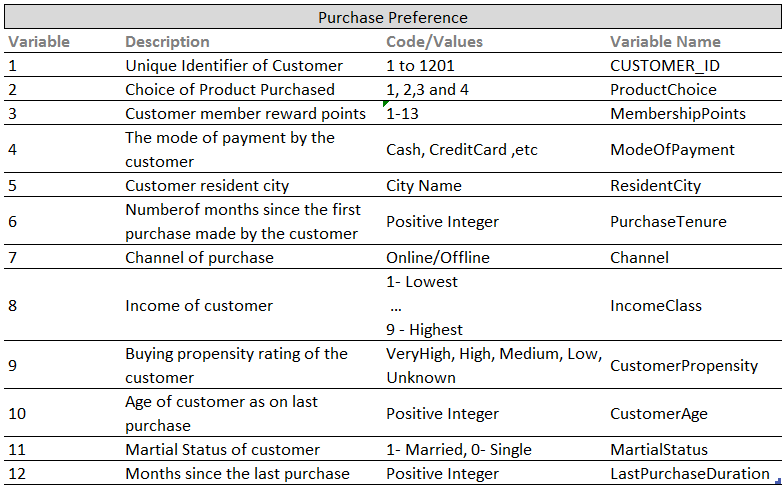 Purchase Preference
Variable Description Code/Values Variable Name
1 Unique Identifier of Customer 1 to 1201 CUSTOMER_ID
2 Choice of Product Purchased 1, 2,3 and 4 ProductChoice
3 Customer member reward points 1-13 MembershipPoints
4 The mode of payment by the customer Cash, CreditCard ,etc ModeOfPayment
5 Customer resident city City Name ResidentCity
6 Numberof months since the first purchase made by the customer Positive Integer PurchaseTenure
7 Channel of purchase Online/Offline Channel
8 Income of customer 1- Lowest ... 9 - Highest IncomeClass
9 Buying propensity rating of the customer VeryHigh, High, Medium, Low, Unknown CustomerPropensity
10 Age of customer as on last purchase Positive Integer CustomerAge
11 Martial Status of customer 1- Married, 0- Single MartialStatus
12 Months since the last purchase Positive Integer LastPurchaseDuration